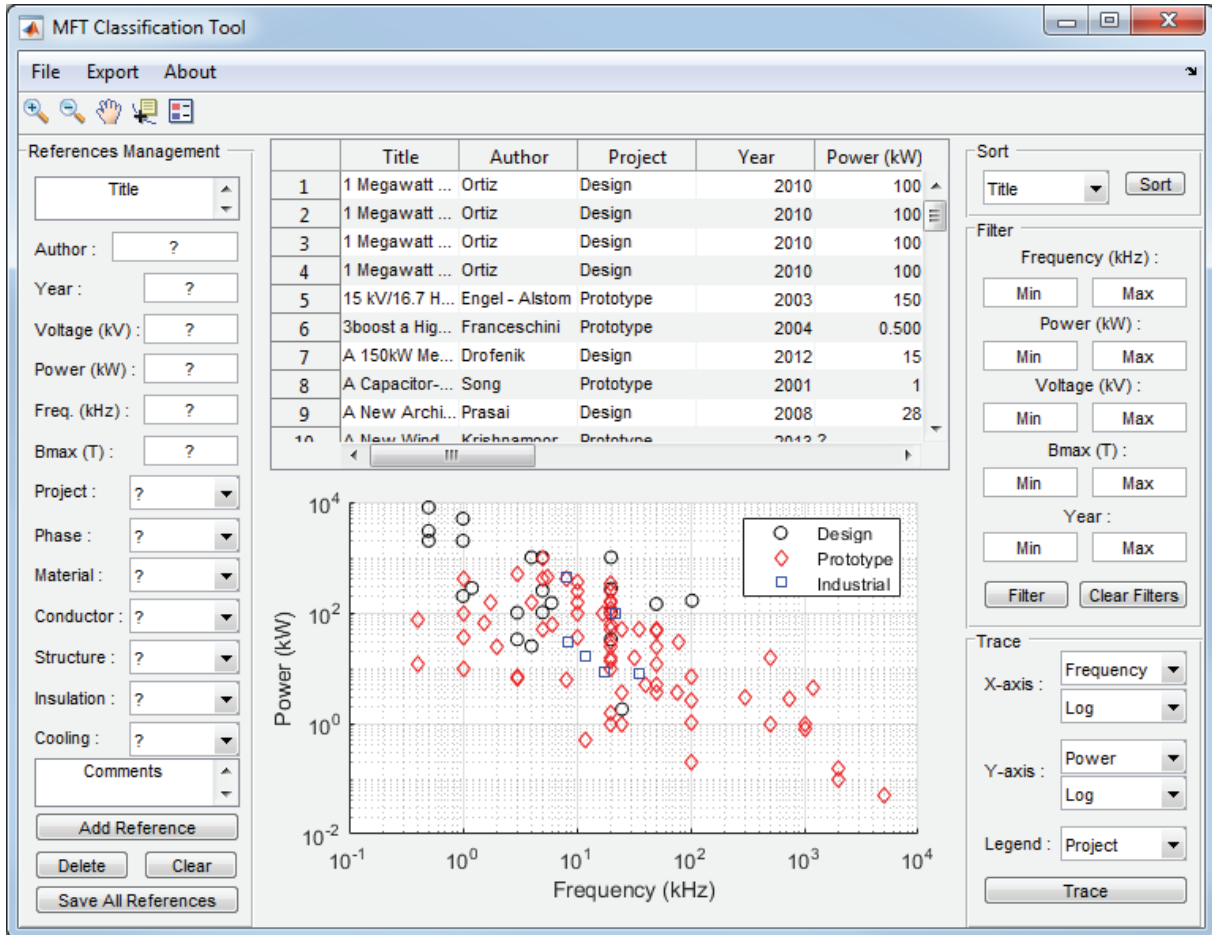 MFT Classification Tool
File Export About
References Management
Title
Author : ?
Year : ?
Voltage (kV) : ?
Power (kW) : ?
Freq. (kHz) : ?
Bmax (T) : ?
Project : ?
Phase : ?
Material : ?
Conductor : ?
Structure : ?
Insulation : ?
Cooling : ?
Comments
Add Reference
Delete Clear
Save All References
Title Author Project Year Power (kW)
1 1 Megawatt ... Ortiz Design 2010 100
2 1 Megawatt ... Ortiz Design 2010 100
3 1 Megawatt ... Ortiz Design 2010 100
4 1 Megawatt ... Ortiz Design 2010 100
5 15 kV/16.7 H... Engel - Alstom Prototype 2003 150
6 3boost a Hig... Franceschini Prototype 2004 0.500
7 A 150kW Me... Drofenik Design 2012 15
8 A Capacitor-... Song Prototype 2001 1
9 A New Archi... Prasai Design 2008 28
10 A New Wind... Krishnamoor... Prototype 2013 ?
Power (kW)
10^4
10^2
10^0
10^-2
Design
Prototype
Industrial
10^-1 10^0 10^1 10^2 10^3 10^4
Frequency (kHz)
Sort
Title Sort
Filter
Frequency (kHz) :
Min Max
Power (kW) :
Min Max
Voltage (kV) :
Min Max
Bmax (T) :
Min Max
Year :
Min Max
Filter Clear Filters
Trace
X-axis : Frequency
Log
Y-axis : Power
Log
Legend : Project
Trace